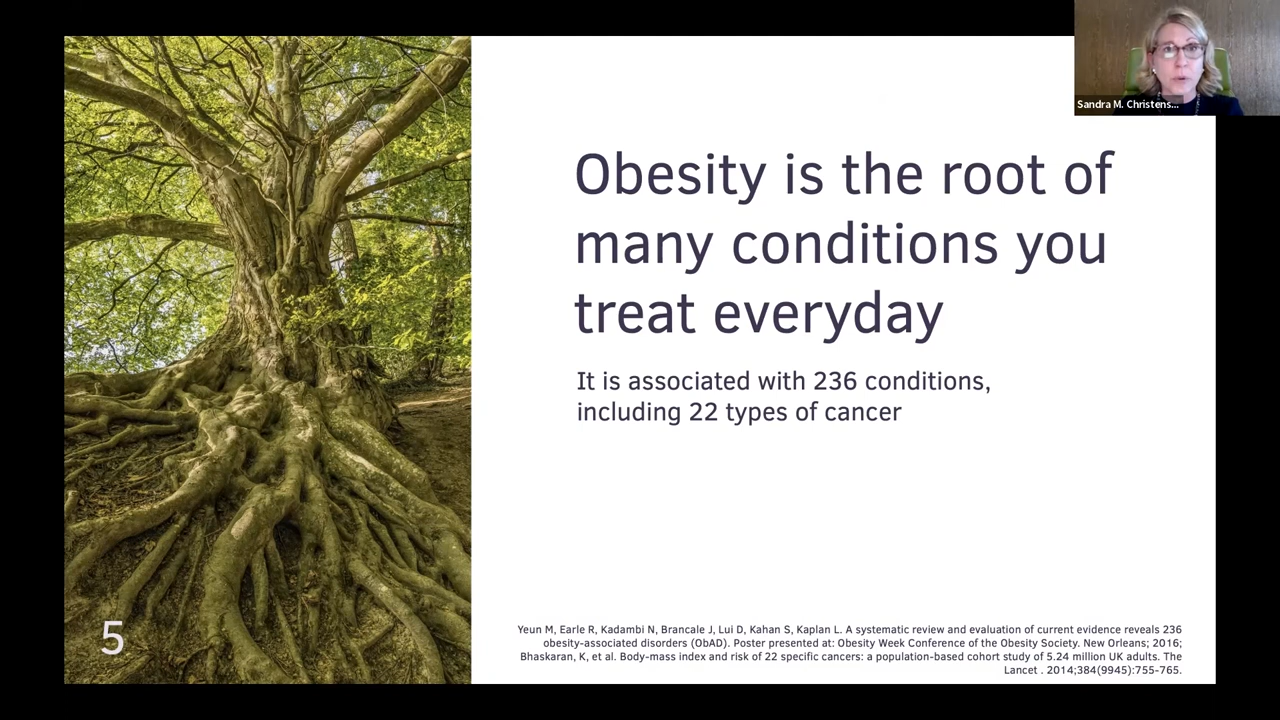 Sandra M. Christens...
Obesity is the root of
many conditions you
treat everyday
It is associated with 236 conditions,
including 22 types of cancer
Yeun M, Earle R, Kadambi N, Brancale J, Lui D, Kahan S, Kaplan L. A systematic review and evaluation of current evidence reveals 236
obesity-associated disorders (ObAD). Poster presented at: Obesity Week Conference of the Obesity Society. New Orleans; 2016;
Bhaskaran, K, et al. Body-mass index and risk of 22 specific cancers: a population-based cohort study of 5.24 million UK adults. The
Lancet . 2014;384(9945):755-765.
5